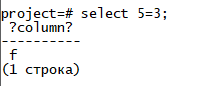 project=# select 5=3;
 ?column?
----------
 f
(1 строка)